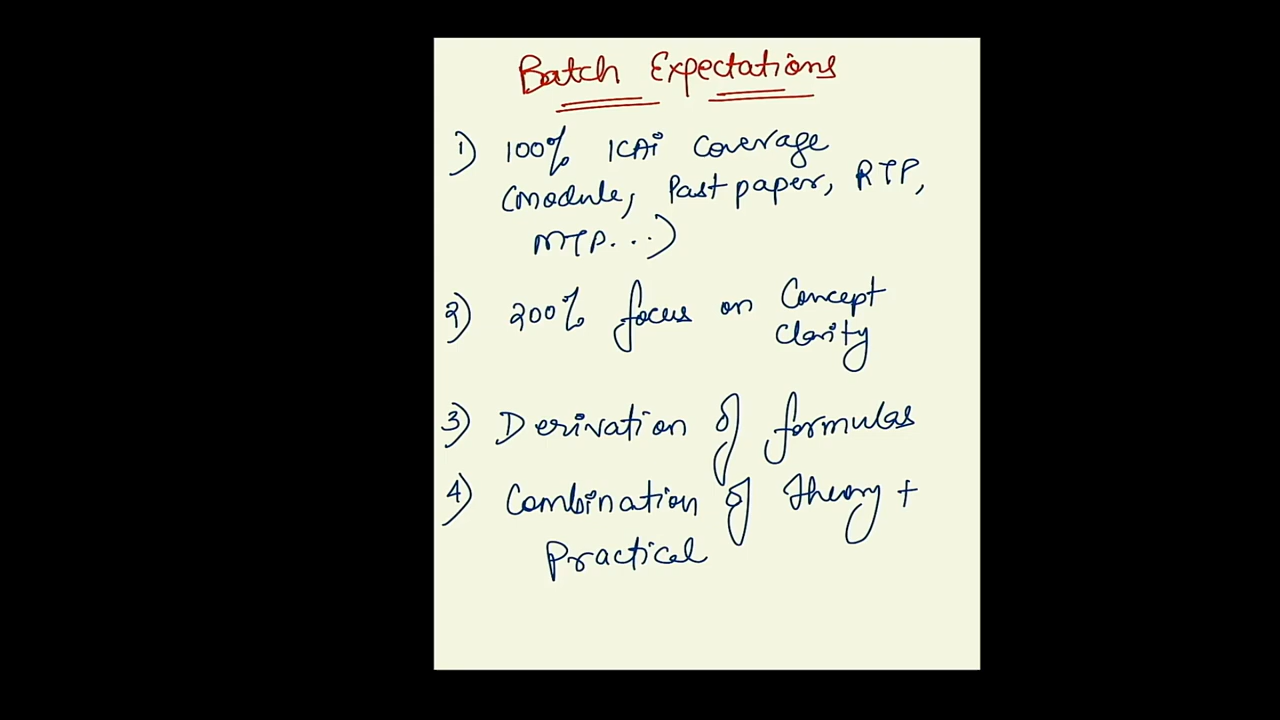 Batch Expectations
1) 100% ICAi Coverage
(module, Past paper, RTP,
MTP...)
2) 200% focus on Concept
Clarity
3) Derivation of formulas
4) Combination of theory +
Practical